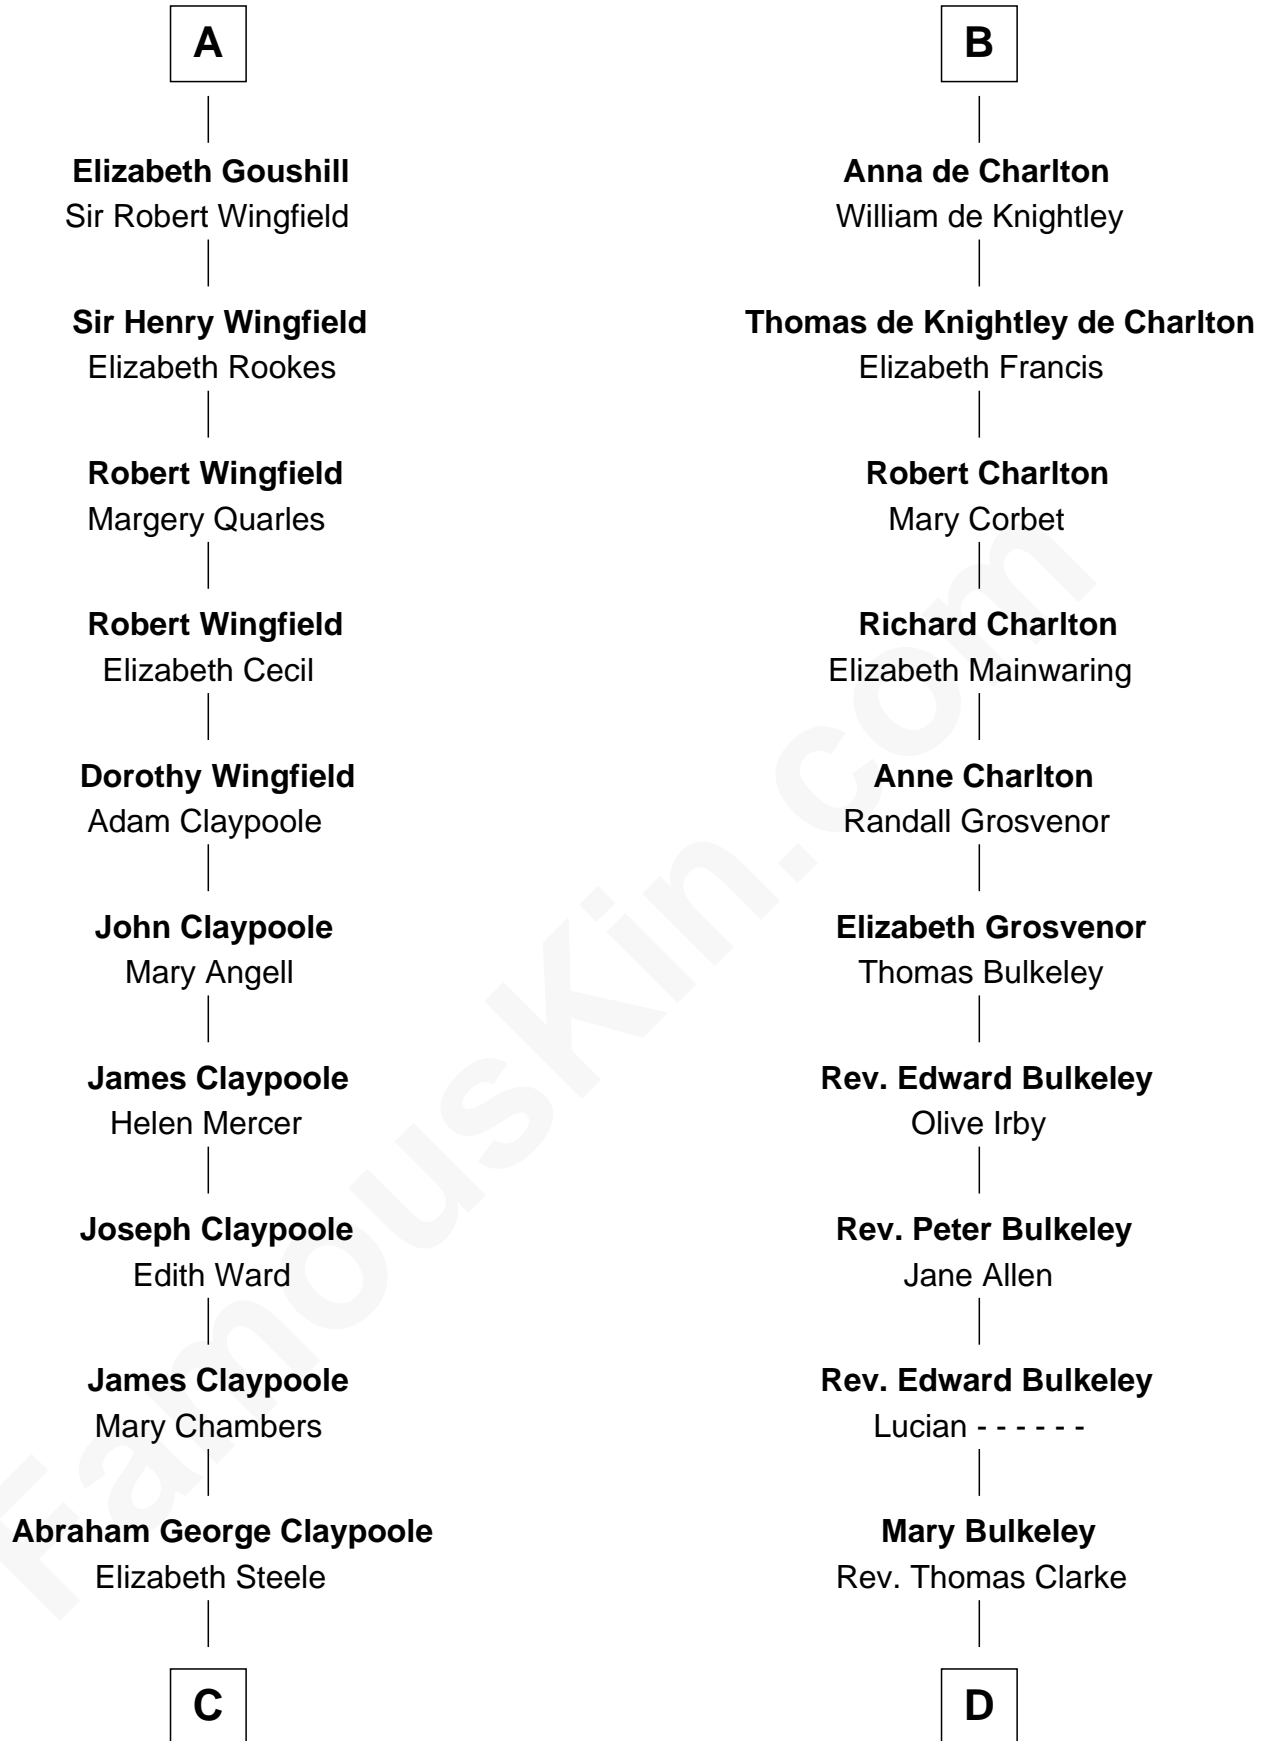 A
Elizabeth Goushill
Sir Robert Wingfield
Sir Henry Wingfield
Elizabeth Rookes
Robert Wingfield
Margery Quarles
Robert Wingfield
Elizabeth Cecil
Dorothy Wingfield
Adam Claypoole
John Claypoole
Mary Angell
James Claypoole
Helen Mercer
Joseph Claypoole
Edith Ward
James Claypoole
Mary Chambers
Abraham George Claypoole
Elizabeth Steele
C
B
Anna de Charlton
William de Knightley
Thomas de Knightley de Charlton
Elizabeth Francis
Robert Charlton
Mary Corbet
Richard Charlton
Elizabeth Mainwaring
Anne Charlton
Randall Grosvenor
Elizabeth Grosvenor
Thomas Bulkeley
Rev. Edward Bulkeley
Olive Irby
Rev. Peter Bulkeley
Jane Allen
Rev. Edward Bulkeley
Lucian - - - - - -
Mary Bulkeley
Rev. Thomas Clarke
D
FamousKin.com